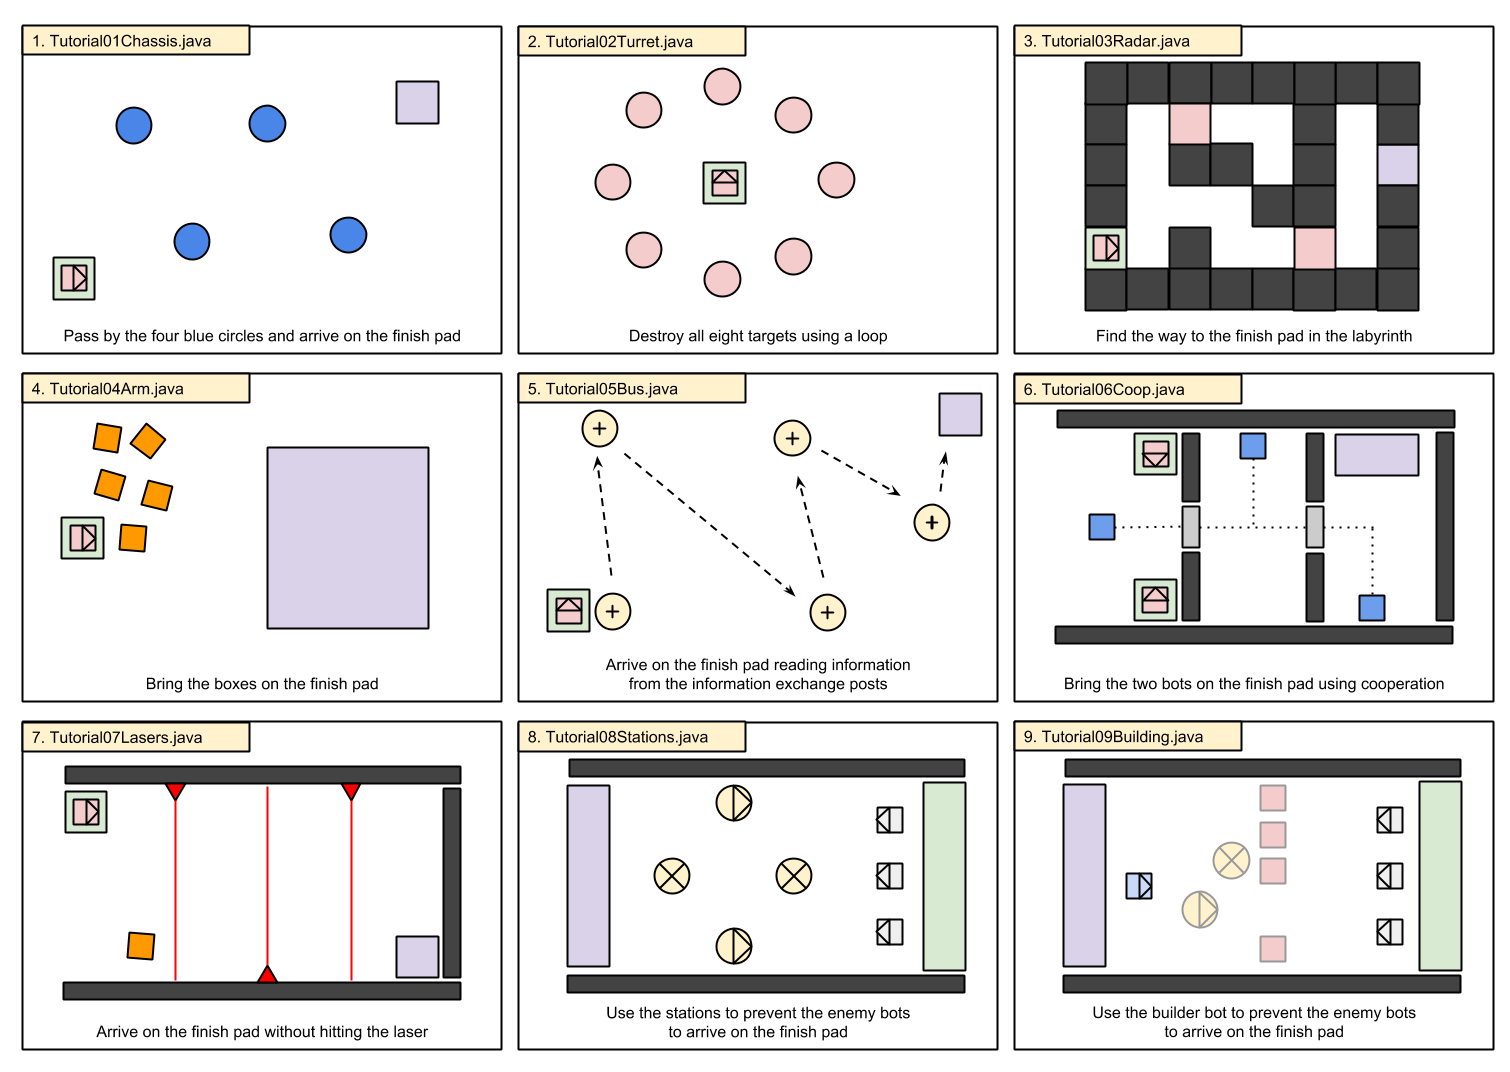 1. Tutorial01Chassis.java
Pass by the four blue circles and arrive on the finish pad
2. Tutorial02Turret.java
Destroy all eight targets using a loop
3. Tutorial03Radar.java
Find the way to the finish pad in the labyrinth
4. Tutorial04Arm.java
Bring the boxes on the finish pad
5. Tutorial05Bus.java
Arrive on the finish pad reading information
from the information exchange posts
6. Tutorial06Coop.java
Bring the two bots on the finish pad using cooperation
7. Tutorial07Lasers.java
Arrive on the finish pad without hitting the laser
8. Tutorial08Stations.java
Use the stations to prevent the enemy bots
to arrive on the finish pad
9. Tutorial09Building.java
Use the builder bot to prevent the enemy bots
to arrive on the finish pad